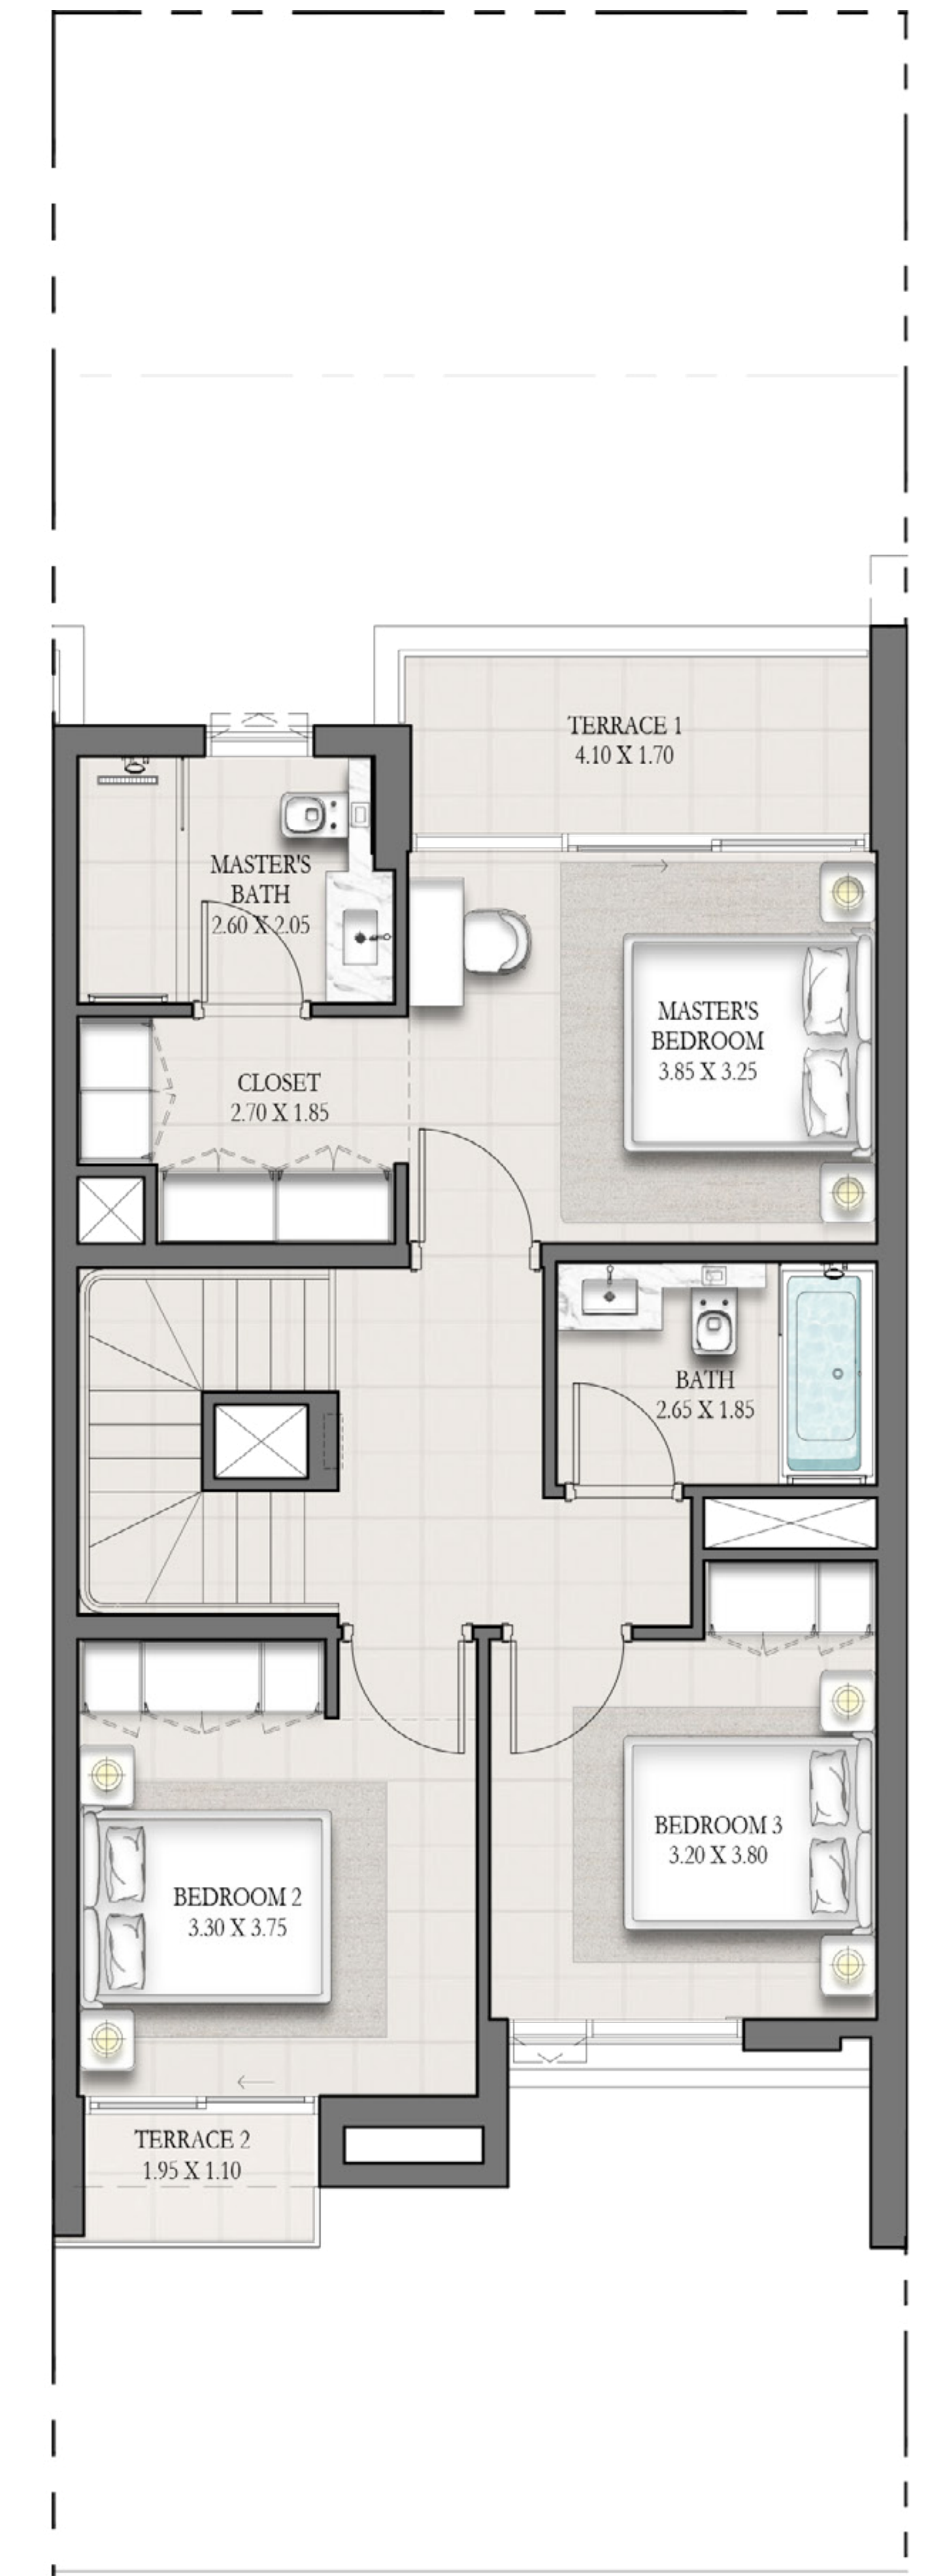 TERRACE 1
4.10 X 1.70
MASTER'S
BATH
2.60 X 2.05
MASTER'S
BEDROOM
3.85 X 3.25
CLOSET
2.70 X 1.85
BATH
2.65 X 1.85
BEDROOM 3
3.20 X 3.80
BEDROOM 2
3.30 X 3.75
TERRACE 2
1.95 X 1.10